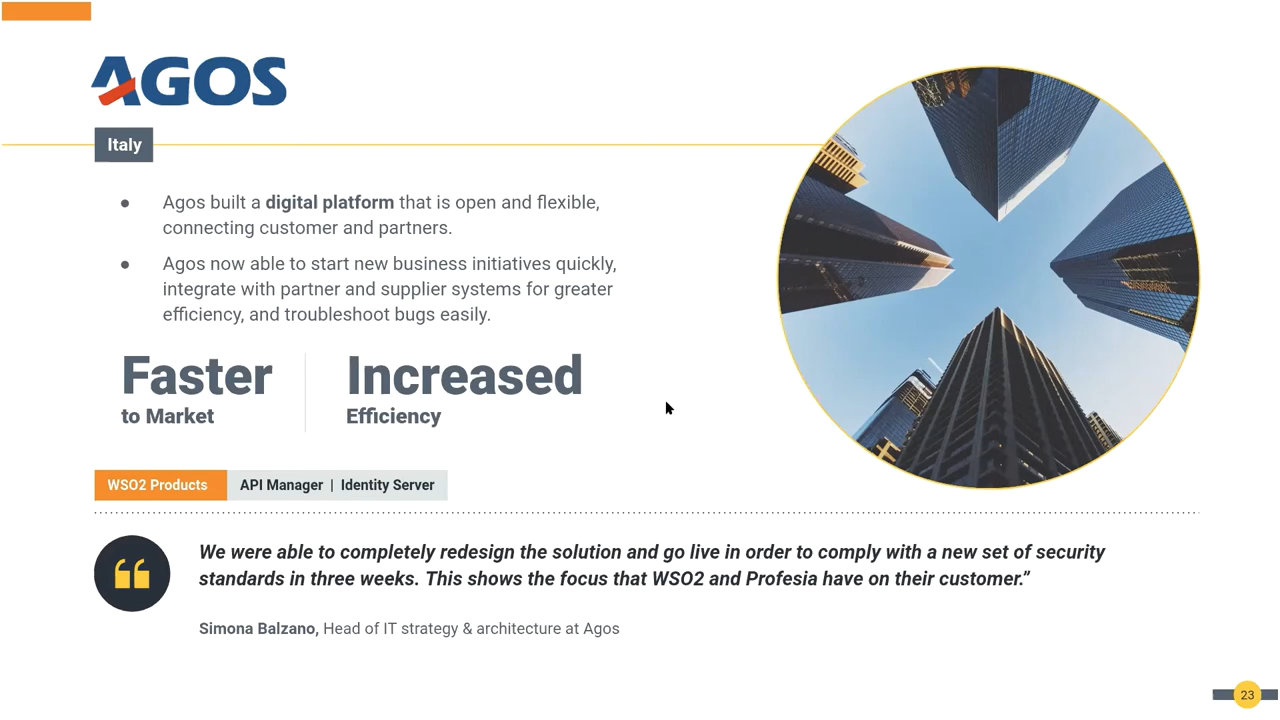 AGOS
Italy
● Agos built a digital platform that is open and flexible,
connecting customer and partners.
● Agos now able to start new business initiatives quickly,
integrate with partner and supplier systems for greater
efficiency, and troubleshoot bugs easily.
Faster
to Market
Increased
Efficiency
WSO2 Products API Manager | Identity Server
We were able to completely redesign the solution and go live in order to comply with a new set of security
standards in three weeks. This shows the focus that WSO2 and Profesia have on their customer.”
Simona Balzano, Head of IT strategy & architecture at Agos
23